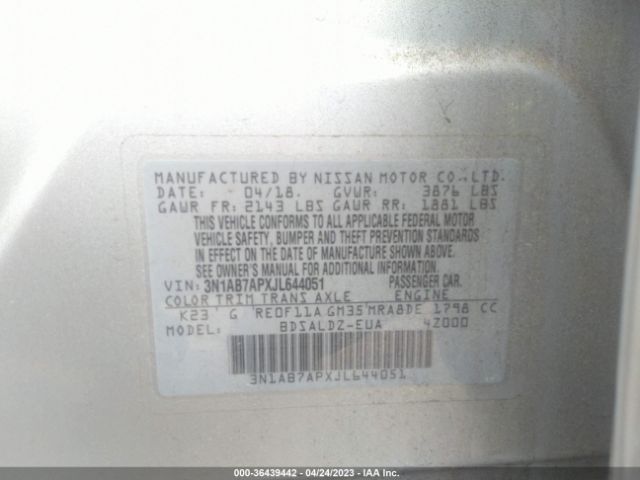 MANUFACTURED BY NISSAN MOTOR CO., LTD.
DATE: 04/18. GVWR: 3876 LBS
GAWR FR: 2143 LBS GAWR RR: 1881 LBS
THIS VEHICLE CONFORMS TO ALL APPLICABLE FEDERAL MOTOR
VEHICLE SAFETY, BUMPER AND THEFT PREVENTION STANDARDS
IN EFFECT ON THE DATE OF MANUFACTURE SHOWN ABOVE.
SEE OWNER'S MANUAL FOR ADDITIONAL INFORMATION.
VIN: 3N1AB7APXJL644051 PASSENGER CAR.
COLOR TRIM TRANS AXLE ENGINE
K23 G RE0F11A GM35 MRA8DE 1798 CC
MODEL: BDSALDZ-EUA 4Z000
3N1AB7APXJL644051
000-36439442 - 04/24/2023 - IAA Inc.